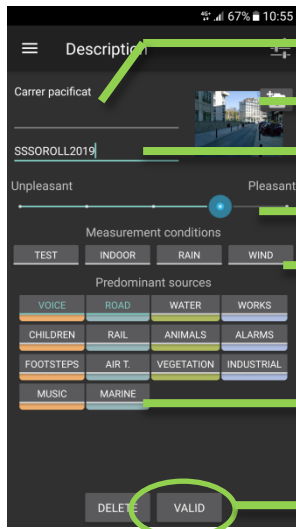 4G+ 67% 10:55
Description
Carrer pacificat
SSSOROLL2019
Unpleasant Pleasant
Measurement conditions
TEST INDOOR RAIN WIND
Predominant sources
VOICE ROAD WATER WORKS
CHILDREN RAIL ANIMALS ALARMS
FOOTSTEPS AIR T. VEGETATION INDUSTRIAL
MUSIC MARINE
DELETE VALID